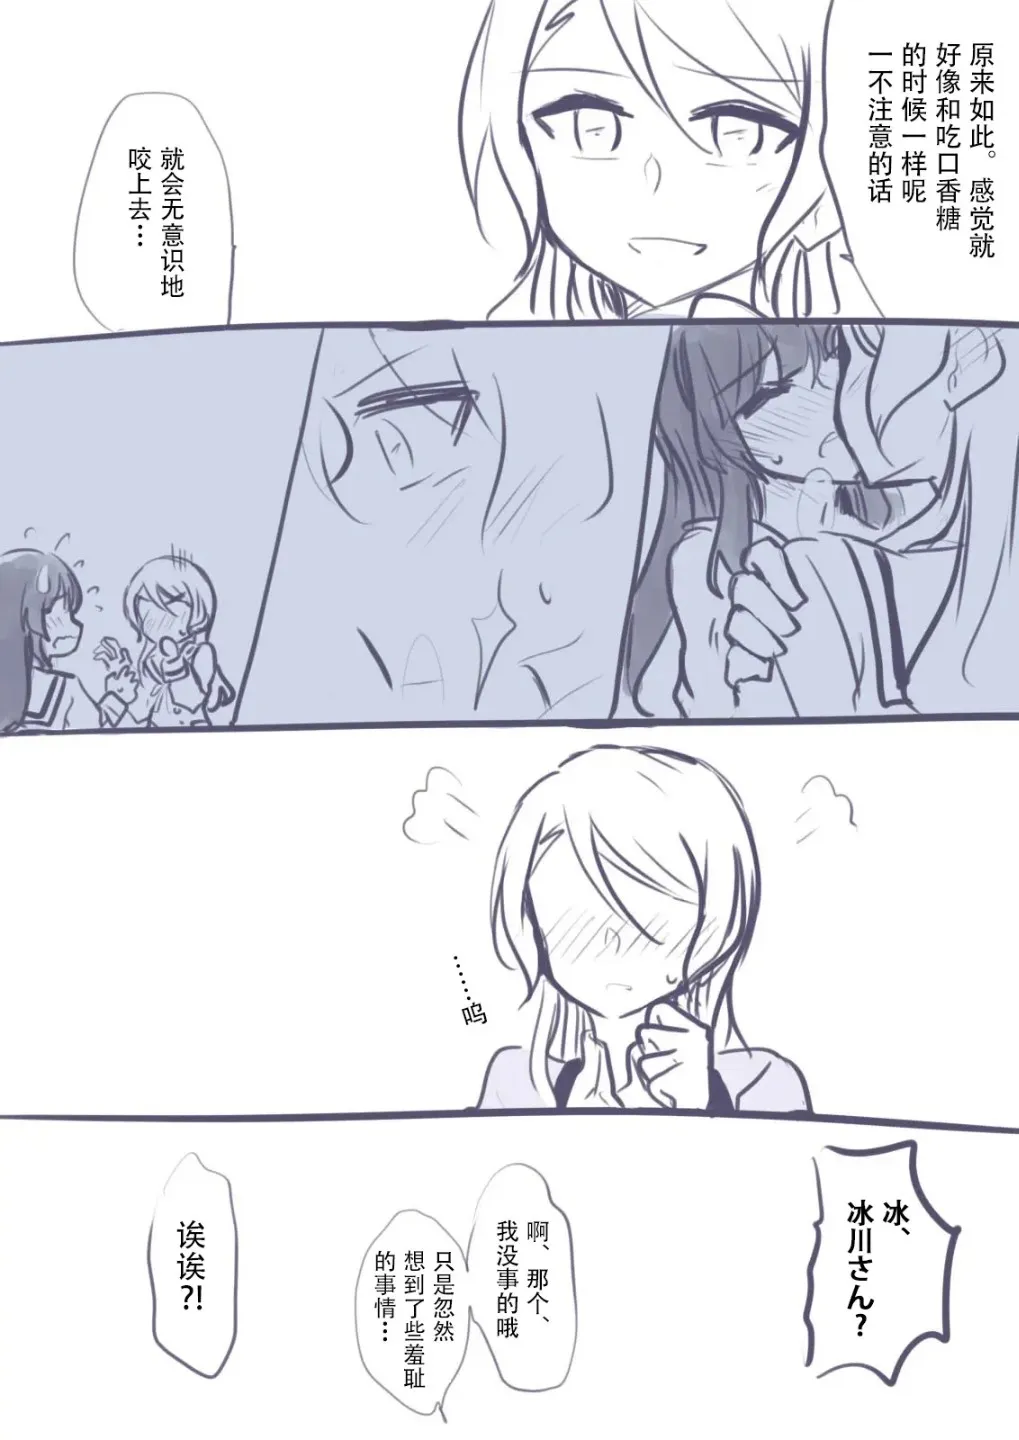 原来如此。感觉就
好像和吃口香糖
的时候一样呢
一不注意的话
就会无意识地
咬上去…
……呜
冰、
冰川さん?
啊、那个、
我没事的哦
只是忽然
想到了些羞耻
的事情…
诶诶?!